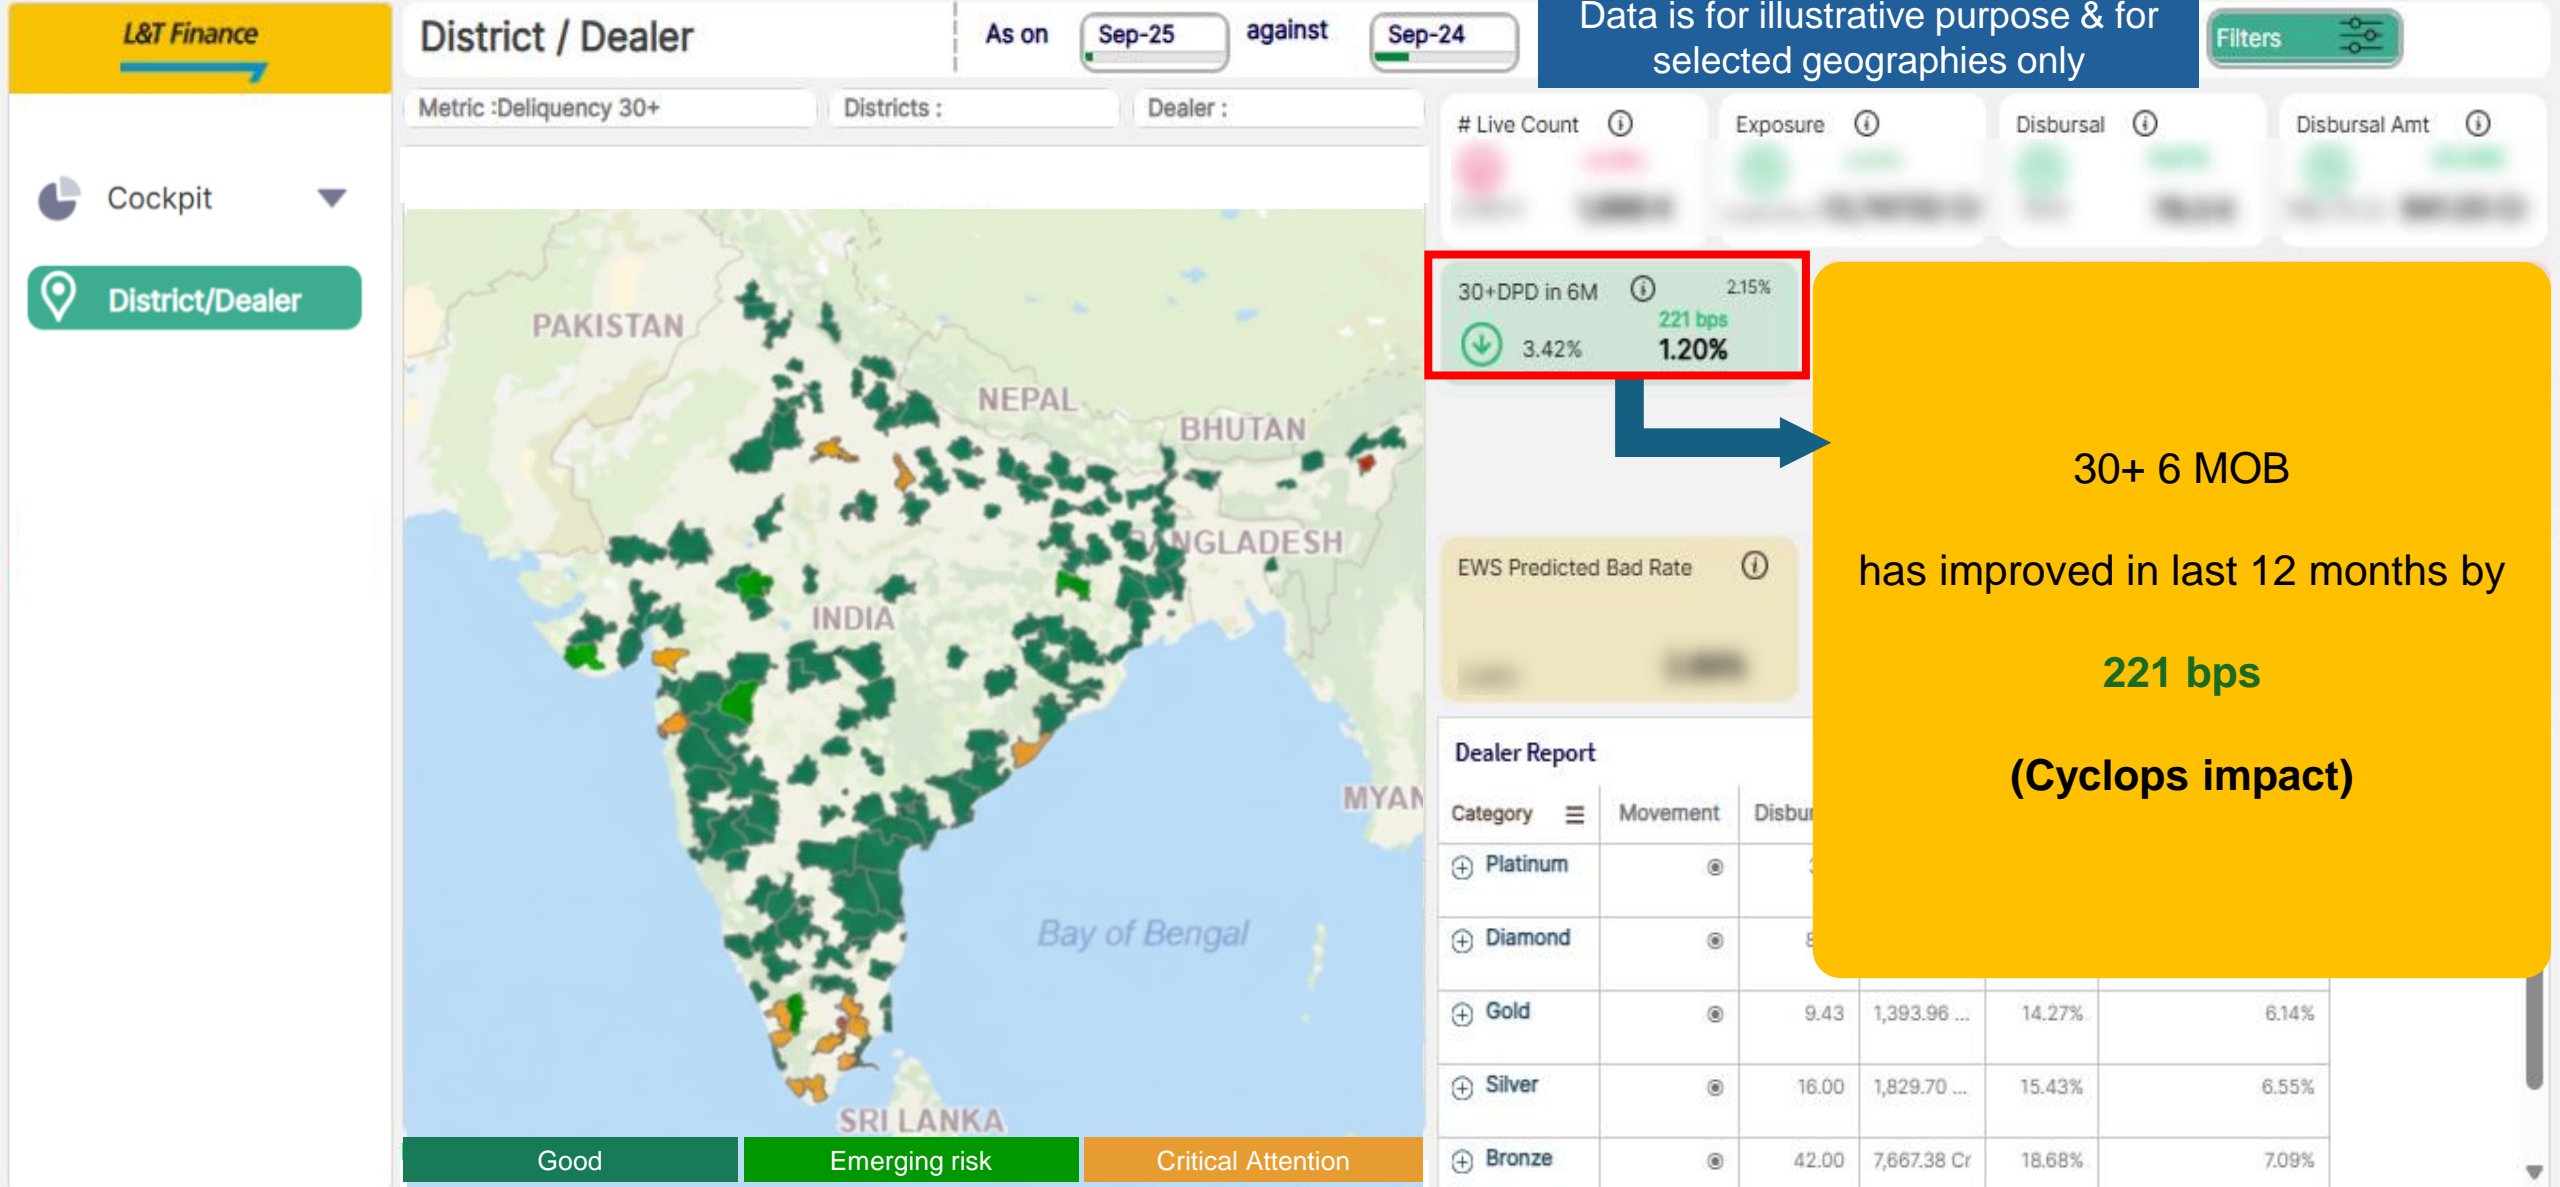 L&T Finance
District / Dealer
As on
Sep-25
against
Sep-24
Data is for illustrative purpose & for
selected geographies only
Filters
Metric :Deliquency 30+
Districts :
Dealer :
Cockpit
District/Dealer
# Live Count
Exposure
Disbursal
Disbursal Amt
30+DPD in 6M
2.15%
221 bps
3.42%
1.20%
PAKISTAN
NEPAL
BHUTAN
NGLADESH
INDIA
MYAN
Bay of Bengal
SRI LANKA
Good
Emerging risk
Critical Attention
EWS Predicted Bad Rate
30+ 6 MOB
has improved in last 12 months by
221 bps
(Cyclops impact)
Dealer Report
Category Movement Disbur
Platinum
Diamond
Gold 9.43 1,393.96 ... 14.27% 6.14%
Silver 16.00 1,829.70 ... 15.43% 6.55%
Bronze 42.00 7,667.38 Cr 18.68% 7.09%